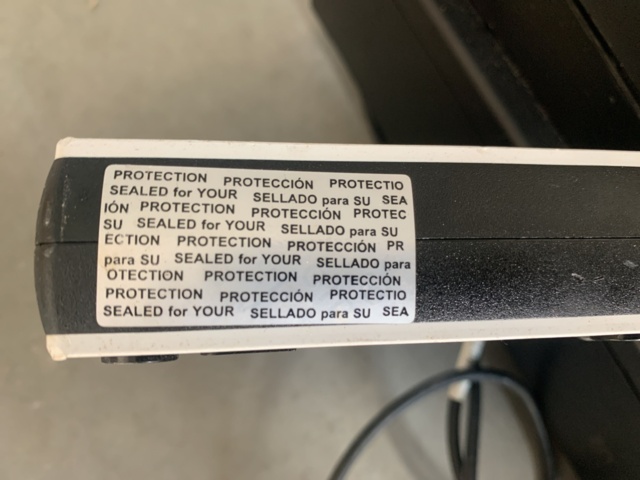 PROTECTION PROTECCIÓN PROTECTIO
SEALED for YOUR SELLADO para SU SEA
IÓN PROTECTION PROTECCIÓN PROTEC
SU SEALED for YOUR SELLADO para SU
ECTION PROTECTION PROTECCIÓN PR
para SU SEALED for YOUR SELLADO para
OTECTION PROTECTION PROTECCIÓN
PROTECTION PROTECCIÓN PROTECTIO
SEALED for YOUR SELLADO para SU SEA